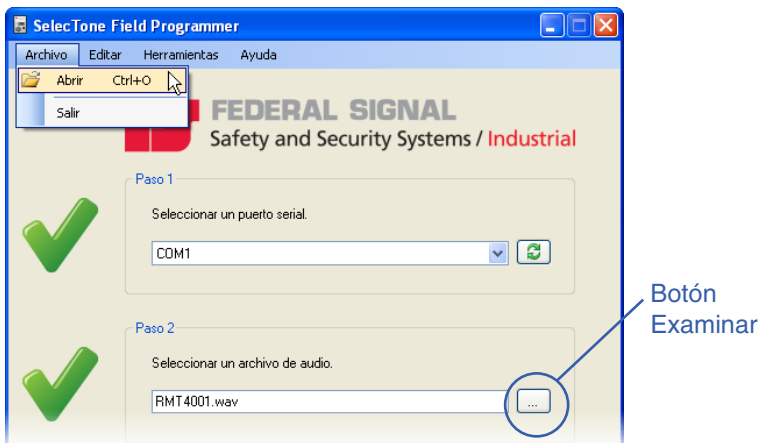 SelecTone Field Programmer
Archivo Editar Herramientas Ayuda
Abrir Ctrl+O
Salir
FEDERAL SIGNAL
Safety and Security Systems / Industrial
Paso 1
Seleccionar un puerto serial.
COM1
Paso 2
Seleccionar un archivo de audio.
RMT4001.wav
...
Botón
Examinar